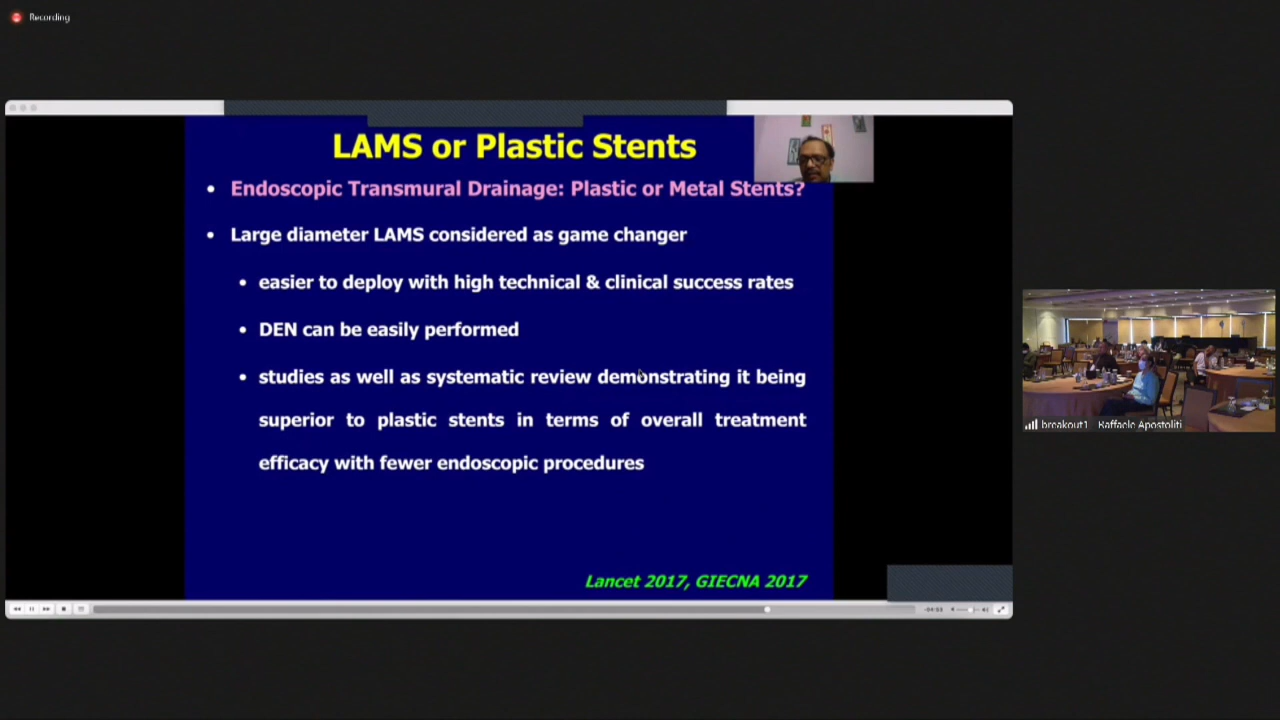 Recording
LAMS or Plastic Stents
• Endoscopic Transmural Drainage: Plastic or Metal Stents?
• Large diameter LAMS considered as game changer
• easier to deploy with high technical & clinical success rates
• DEN can be easily performed
• studies as well as systematic review demonstrating it being
superior to plastic stents in terms of overall treatment
efficacy with fewer endoscopic procedures
Lancet 2017, GIECNA 2017
-04:53
breakout1 - Raffaele Apostoliti